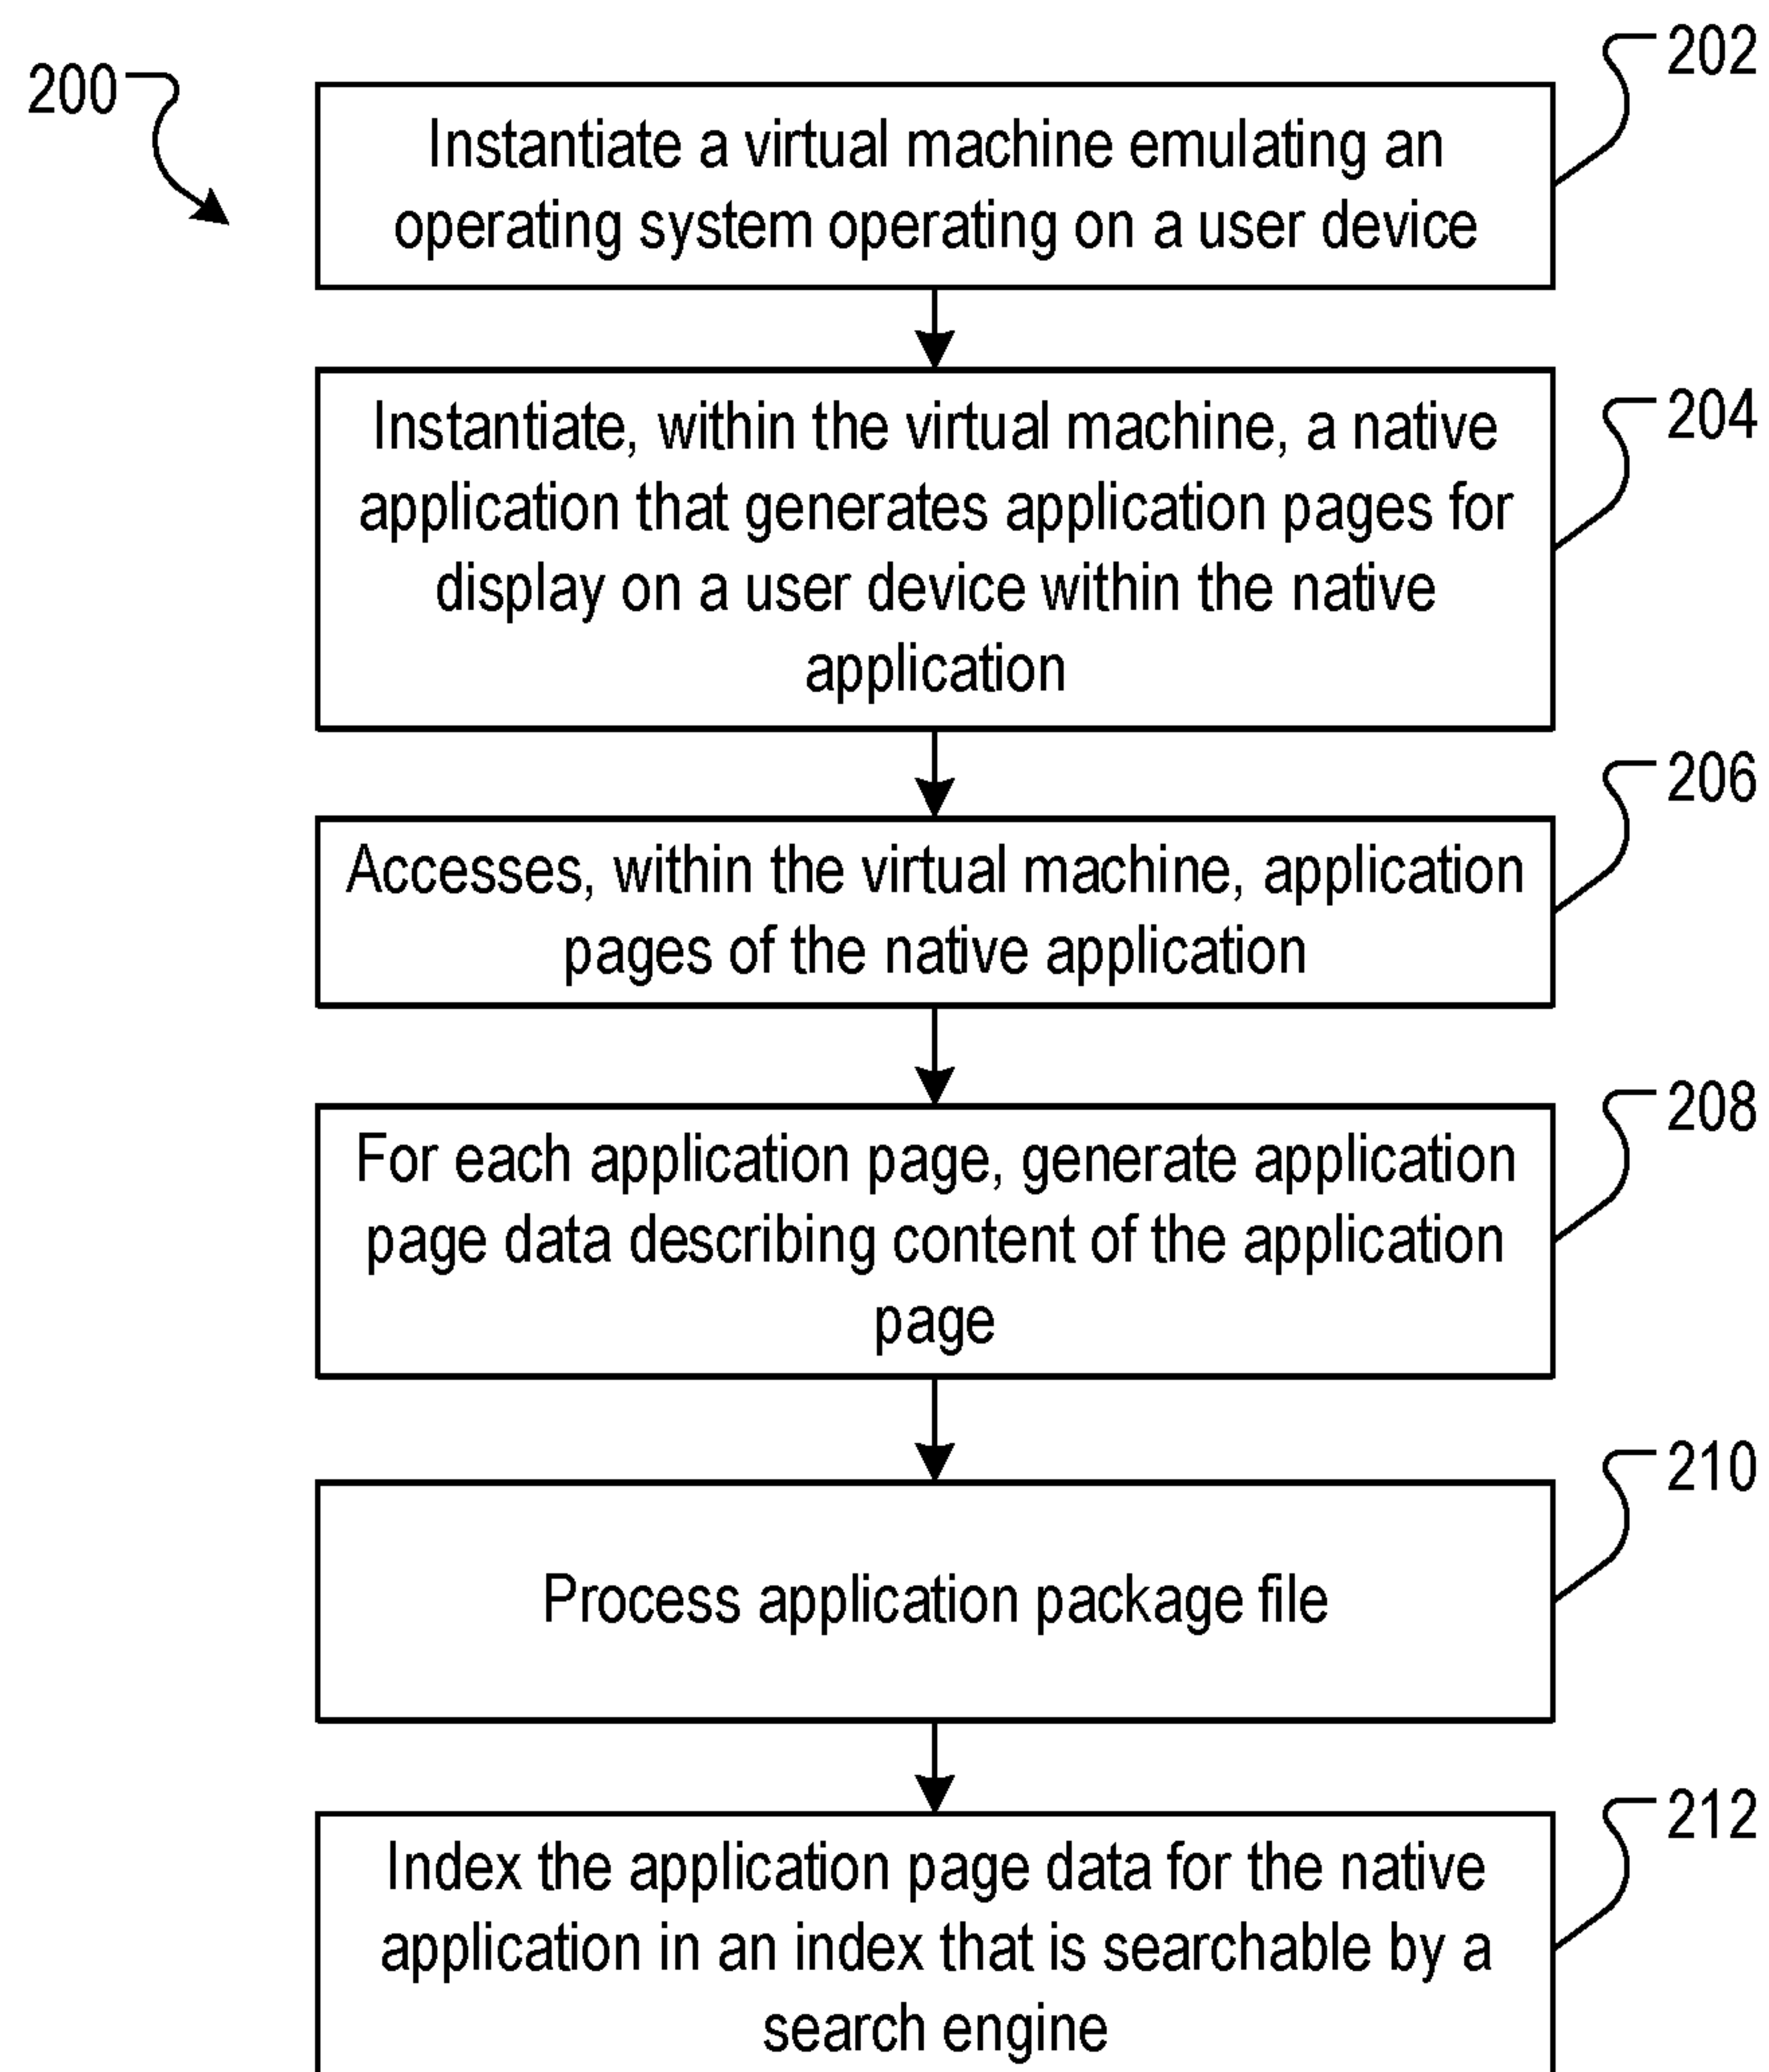 200
202
Instantiate a virtual machine emulating an
operating system operating on a user device
204
Instantiate, within the virtual machine, a native
application that generates application pages for
display on a user device within the native
application
206
Accesses, within the virtual machine, application
pages of the native application
208
For each application page, generate application
page data describing content of the application
page
210
Process application package file
212
Index the application page data for the native
application in an index that is searchable by a
search engine